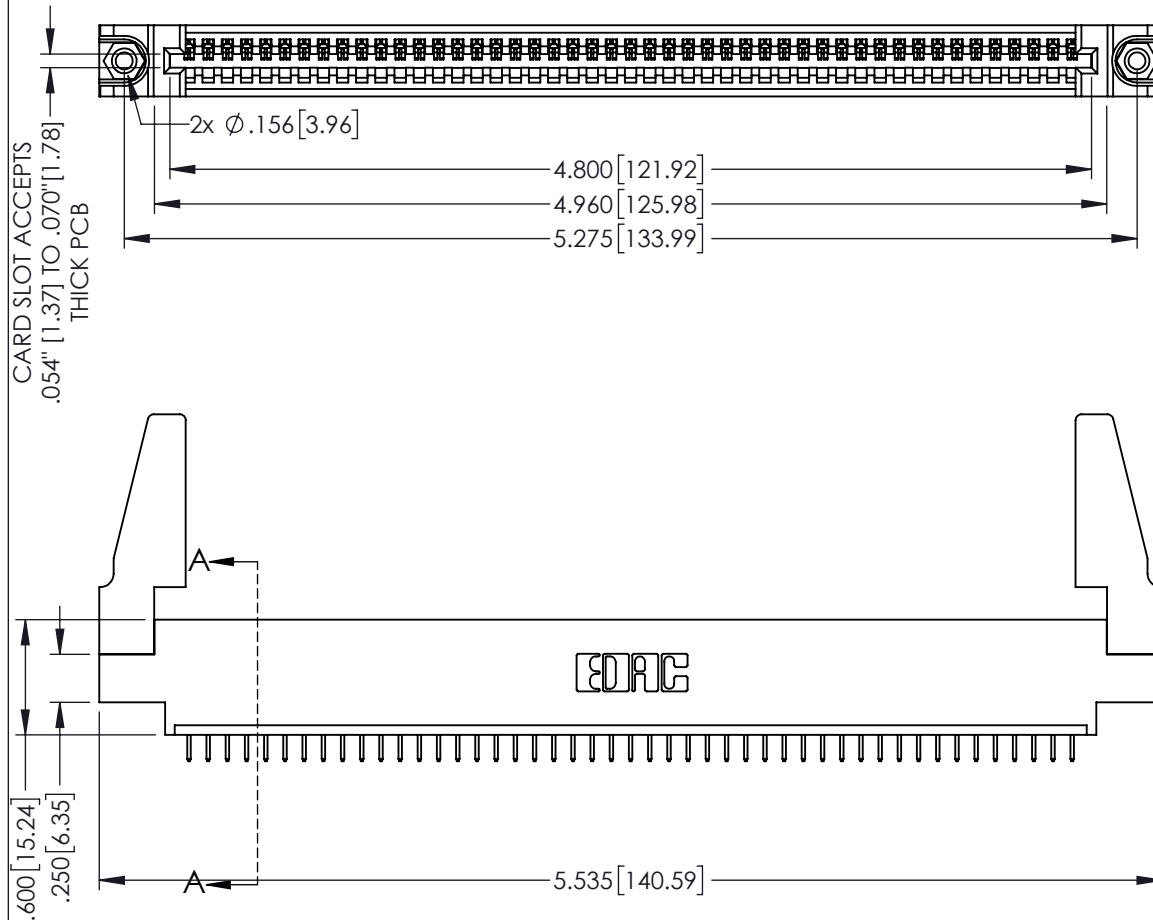 2x Ø.156[3.96]
4.800[121.92]
4.960[125.98]
5.275[133.99]
CARD SLOT ACCEPTS
.054" [1.37] TO .070"[1.78]
THICK PCB
A
EDAC
.600[15.24]
.250[6.35]
A
5.535[140.59]